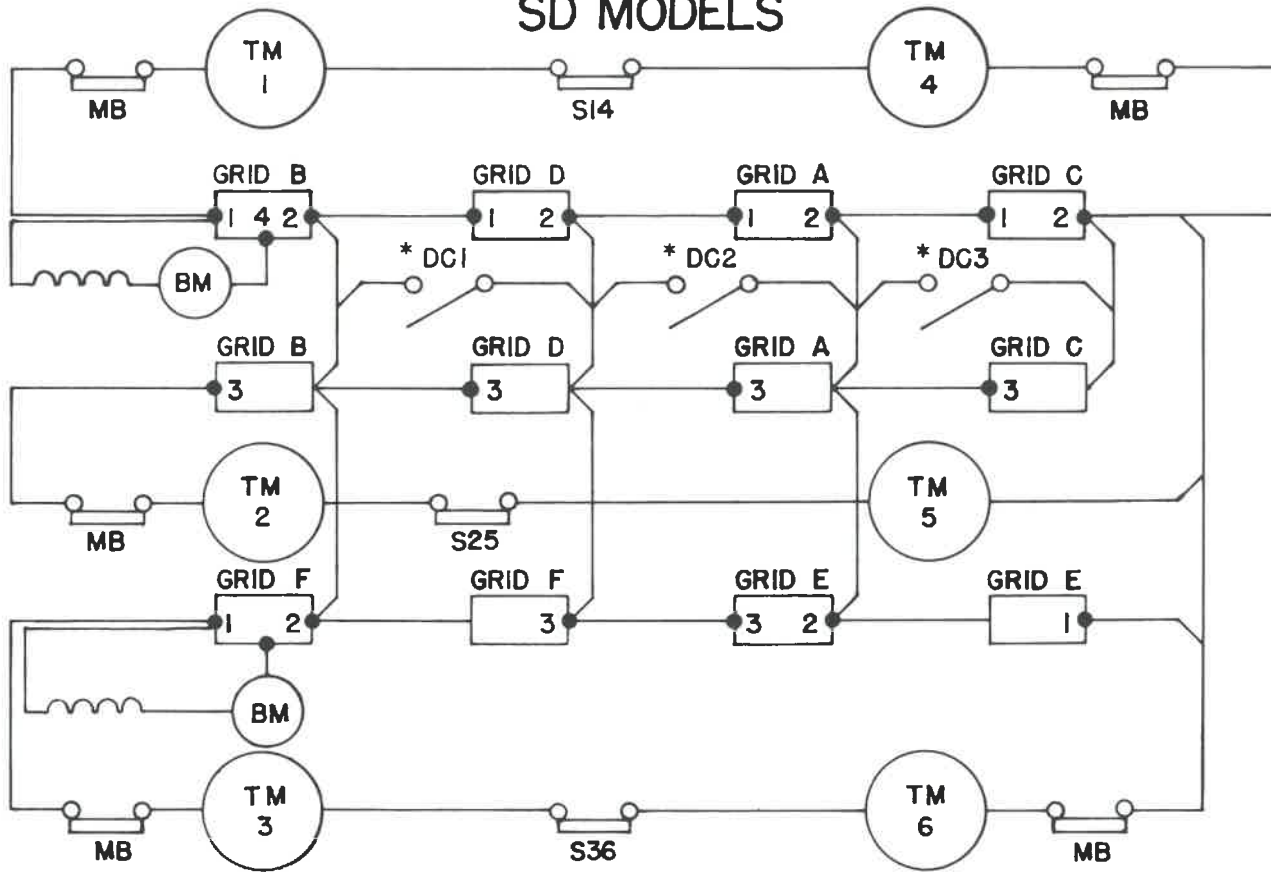 SD MODELS
TM 1
TM 4
MB
S14
MB
GRID B
GRID D
GRID A
GRID C
1 4 2
1 2
1 2
1 2
* DC1
* DC2
* DC3
BM
GRID B
GRID D
GRID A
GRID C
3
3
3
3
TM 2
TM 5
MB
S25
GRID F
GRID F
GRID E
GRID E
1 2
3
3 2
1
BM
TM 3
TM 6
MB
S36
MB